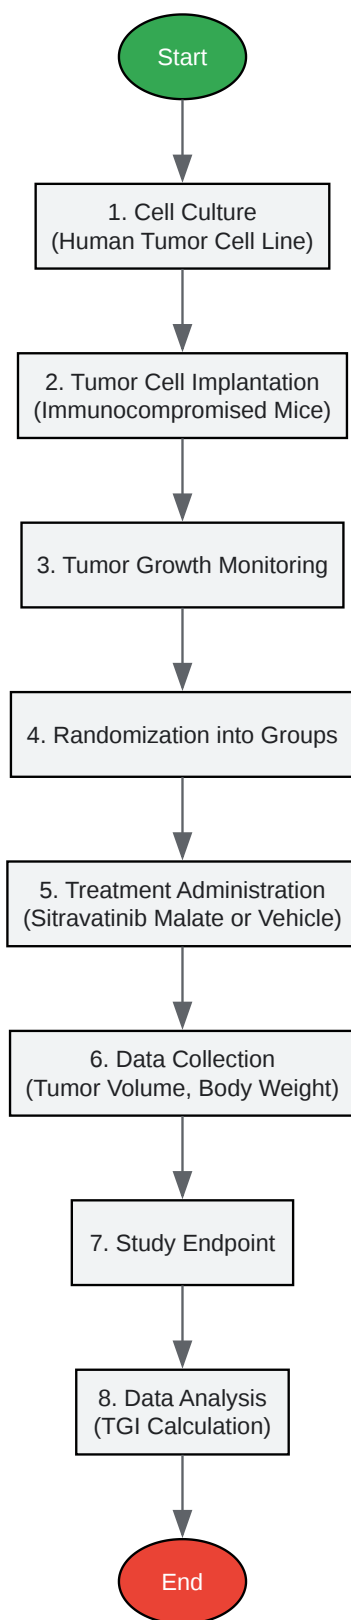 Start
1. Cell Culture
(Human Tumor Cell Line)
2. Tumor Cell Implantation
(Immunocompromised Mice)
3. Tumor Growth Monitoring
4. Randomization into Groups
5. Treatment Administration
(Sitravatinib Malate or Vehicle)
6. Data Collection
(Tumor Volume, Body Weight)
7. Study Endpoint
8. Data Analysis
(TGI Calculation)
End